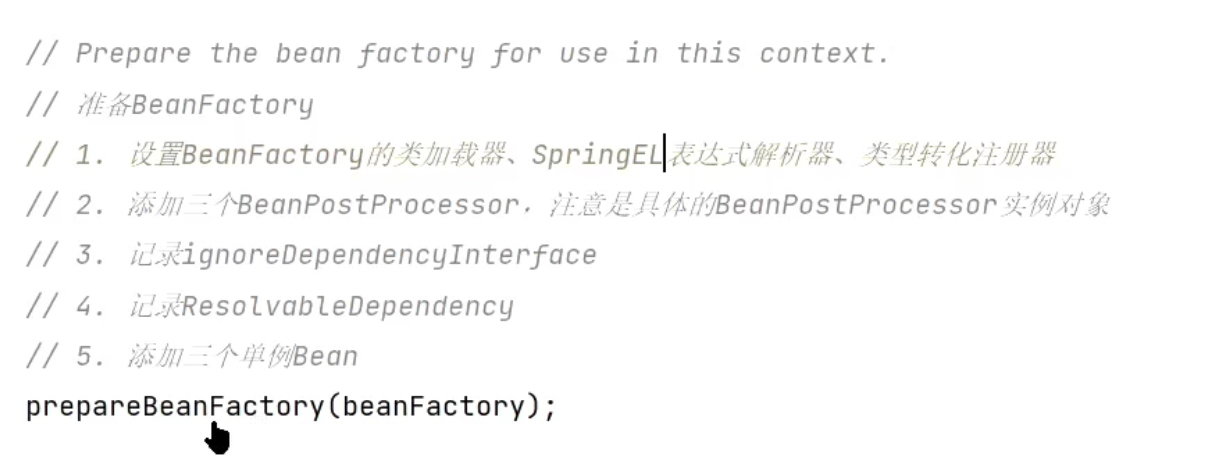 // Prepare the bean factory for use in this context.
// 准备BeanFactory
// 1. 设置BeanFactory的类加载器、SpringEL表达式解析器、类型转化注册器
// 2. 添加三个BeanPostProcessor，注意是具体的BeanPostProcessor实例对象
// 3. 记录ignoreDependencyInterface
// 4. 记录ResolvableDependency
// 5. 添加三个单例Bean
prepareBeanFactory(beanFactory);